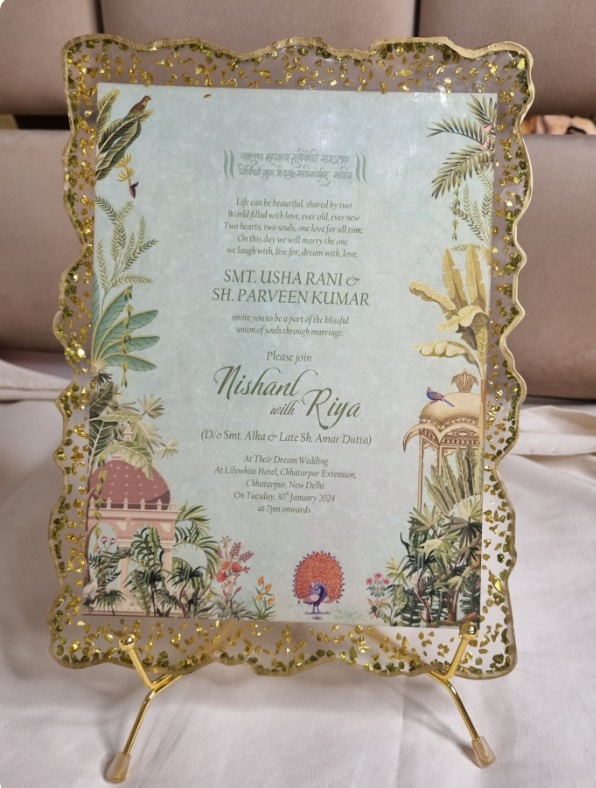 Life can be beautiful, shared by two
World filled with love, ever old, ever new
Two hearts, two souls, one love for all time
On this day we will marry the one
we laugh with, live for, dream with, love.
SMT. USHA RANI &
SH. PARVEEN KUMAR
invite you to be a part of the blissful
union of souls through marriage.
Please join
Nishant
with Riya
(D/o Smt. Alka & Late Sh. Amar Dutta)
At Their Dream Wedding
At Lilywhite Hotel, Chhatarpur Extension,
Chhatarpur, New Delhi
On Tuesday, 30th January 2024
at 7pm onwards